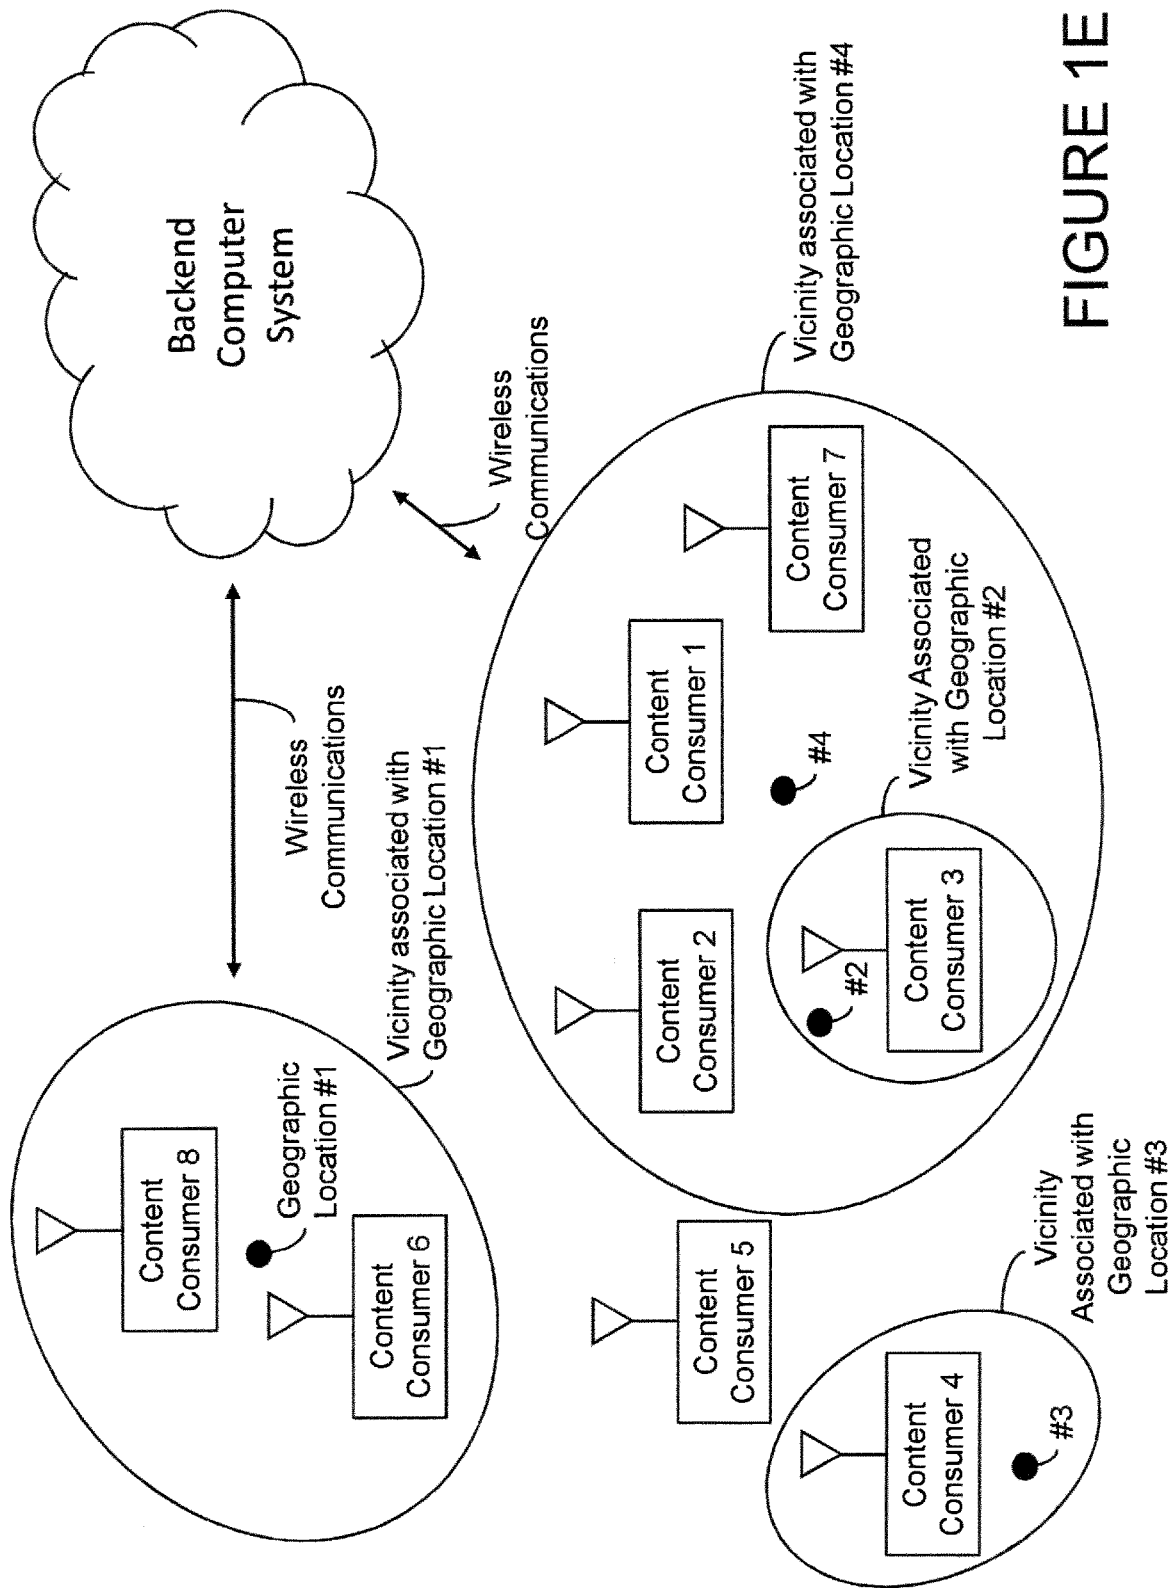 Content
Consumer 8
Backend
Computer
System
Geographic
Location #1
Wireless
Communications
Content
Consumer 6
Vicinity associated with
Geographic Location #1
Wireless
Communications
Content
Consumer 2
Content
Consumer 1
Content
Consumer 5
Content
Consumer 7
Vicinity associated with
Geographic Location #4
#4
#2
Content
Consumer 4
Content
Consumer 3
Vicinity Associated
with Geographic
Location #2
#3
Vicinity
Associated with
Geographic
Location #3
FIGURE 1E